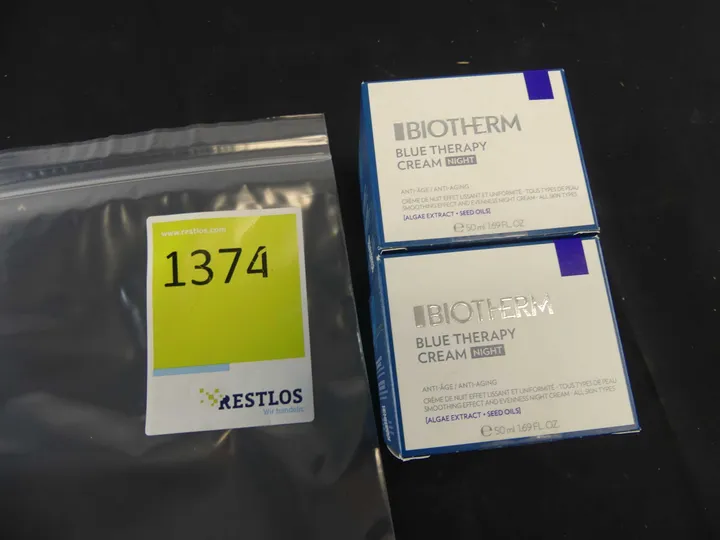 www.restlos.com
1374
RESTLOS
Wir handeln.
BIOTHERM
BLUE THERAPY
CREAM NIGHT
ANTI-ÂGE / ANTI-AGING
CRÈME DE NUIT EFFET LISSANT ET UNIFORMITÉ · TOUS TYPES DE PEAU
SMOOTHING EFFECT AND EVENNESS NIGHT CREAM · ALL SKIN TYPES
[ALGAE EXTRACT • SEED OILS]
℮ 50 ml 1.69 FL. OZ.
BIOTHERM
BLUE THERAPY
CREAM NIGHT
ANTI-ÂGE / ANTI-AGING
CRÈME DE NUIT EFFET LISSANT ET UNIFORMITÉ · TOUS TYPES DE PEAU
SMOOTHING EFFECT AND EVENNESS NIGHT CREAM · ALL SKIN TYPES
[ALGAE EXTRACT • SEED OILS]
℮ 50 ml 1.69 FL. OZ.